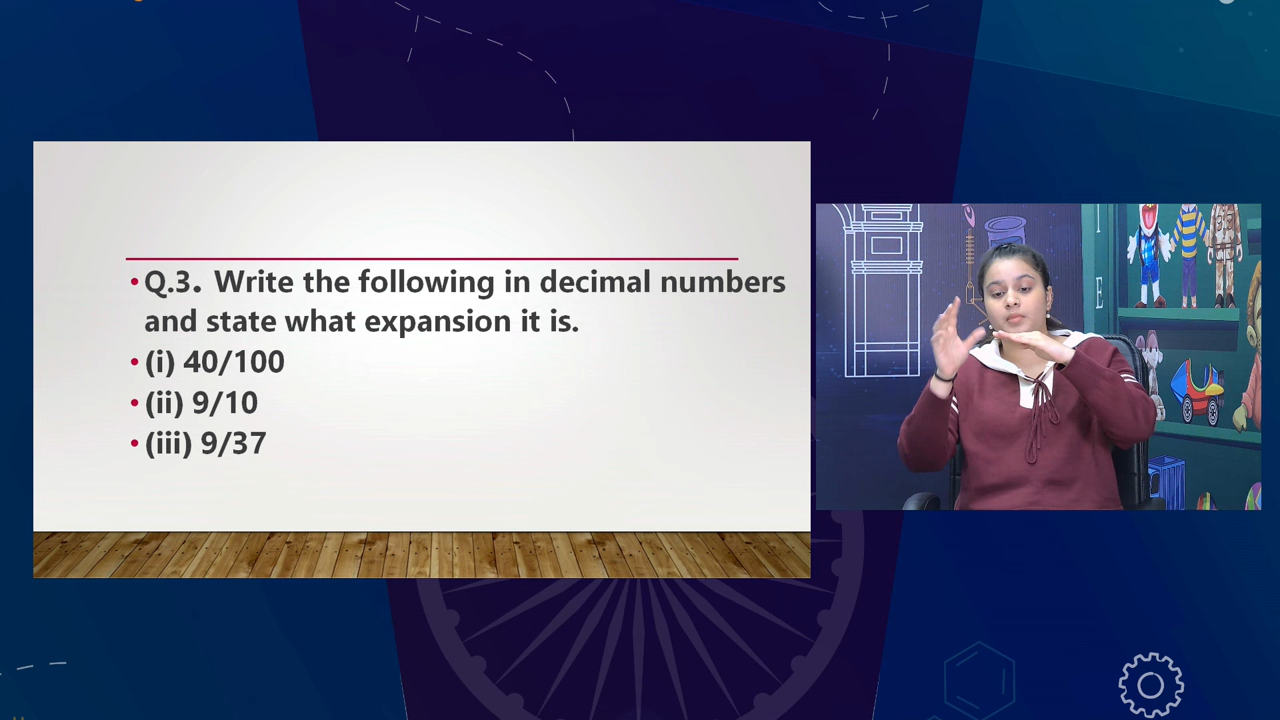 • Q.3. Write the following in decimal numbers
and state what expansion it is.
• (i) 40/100
• (ii) 9/10
• (iii) 9/37
I
E